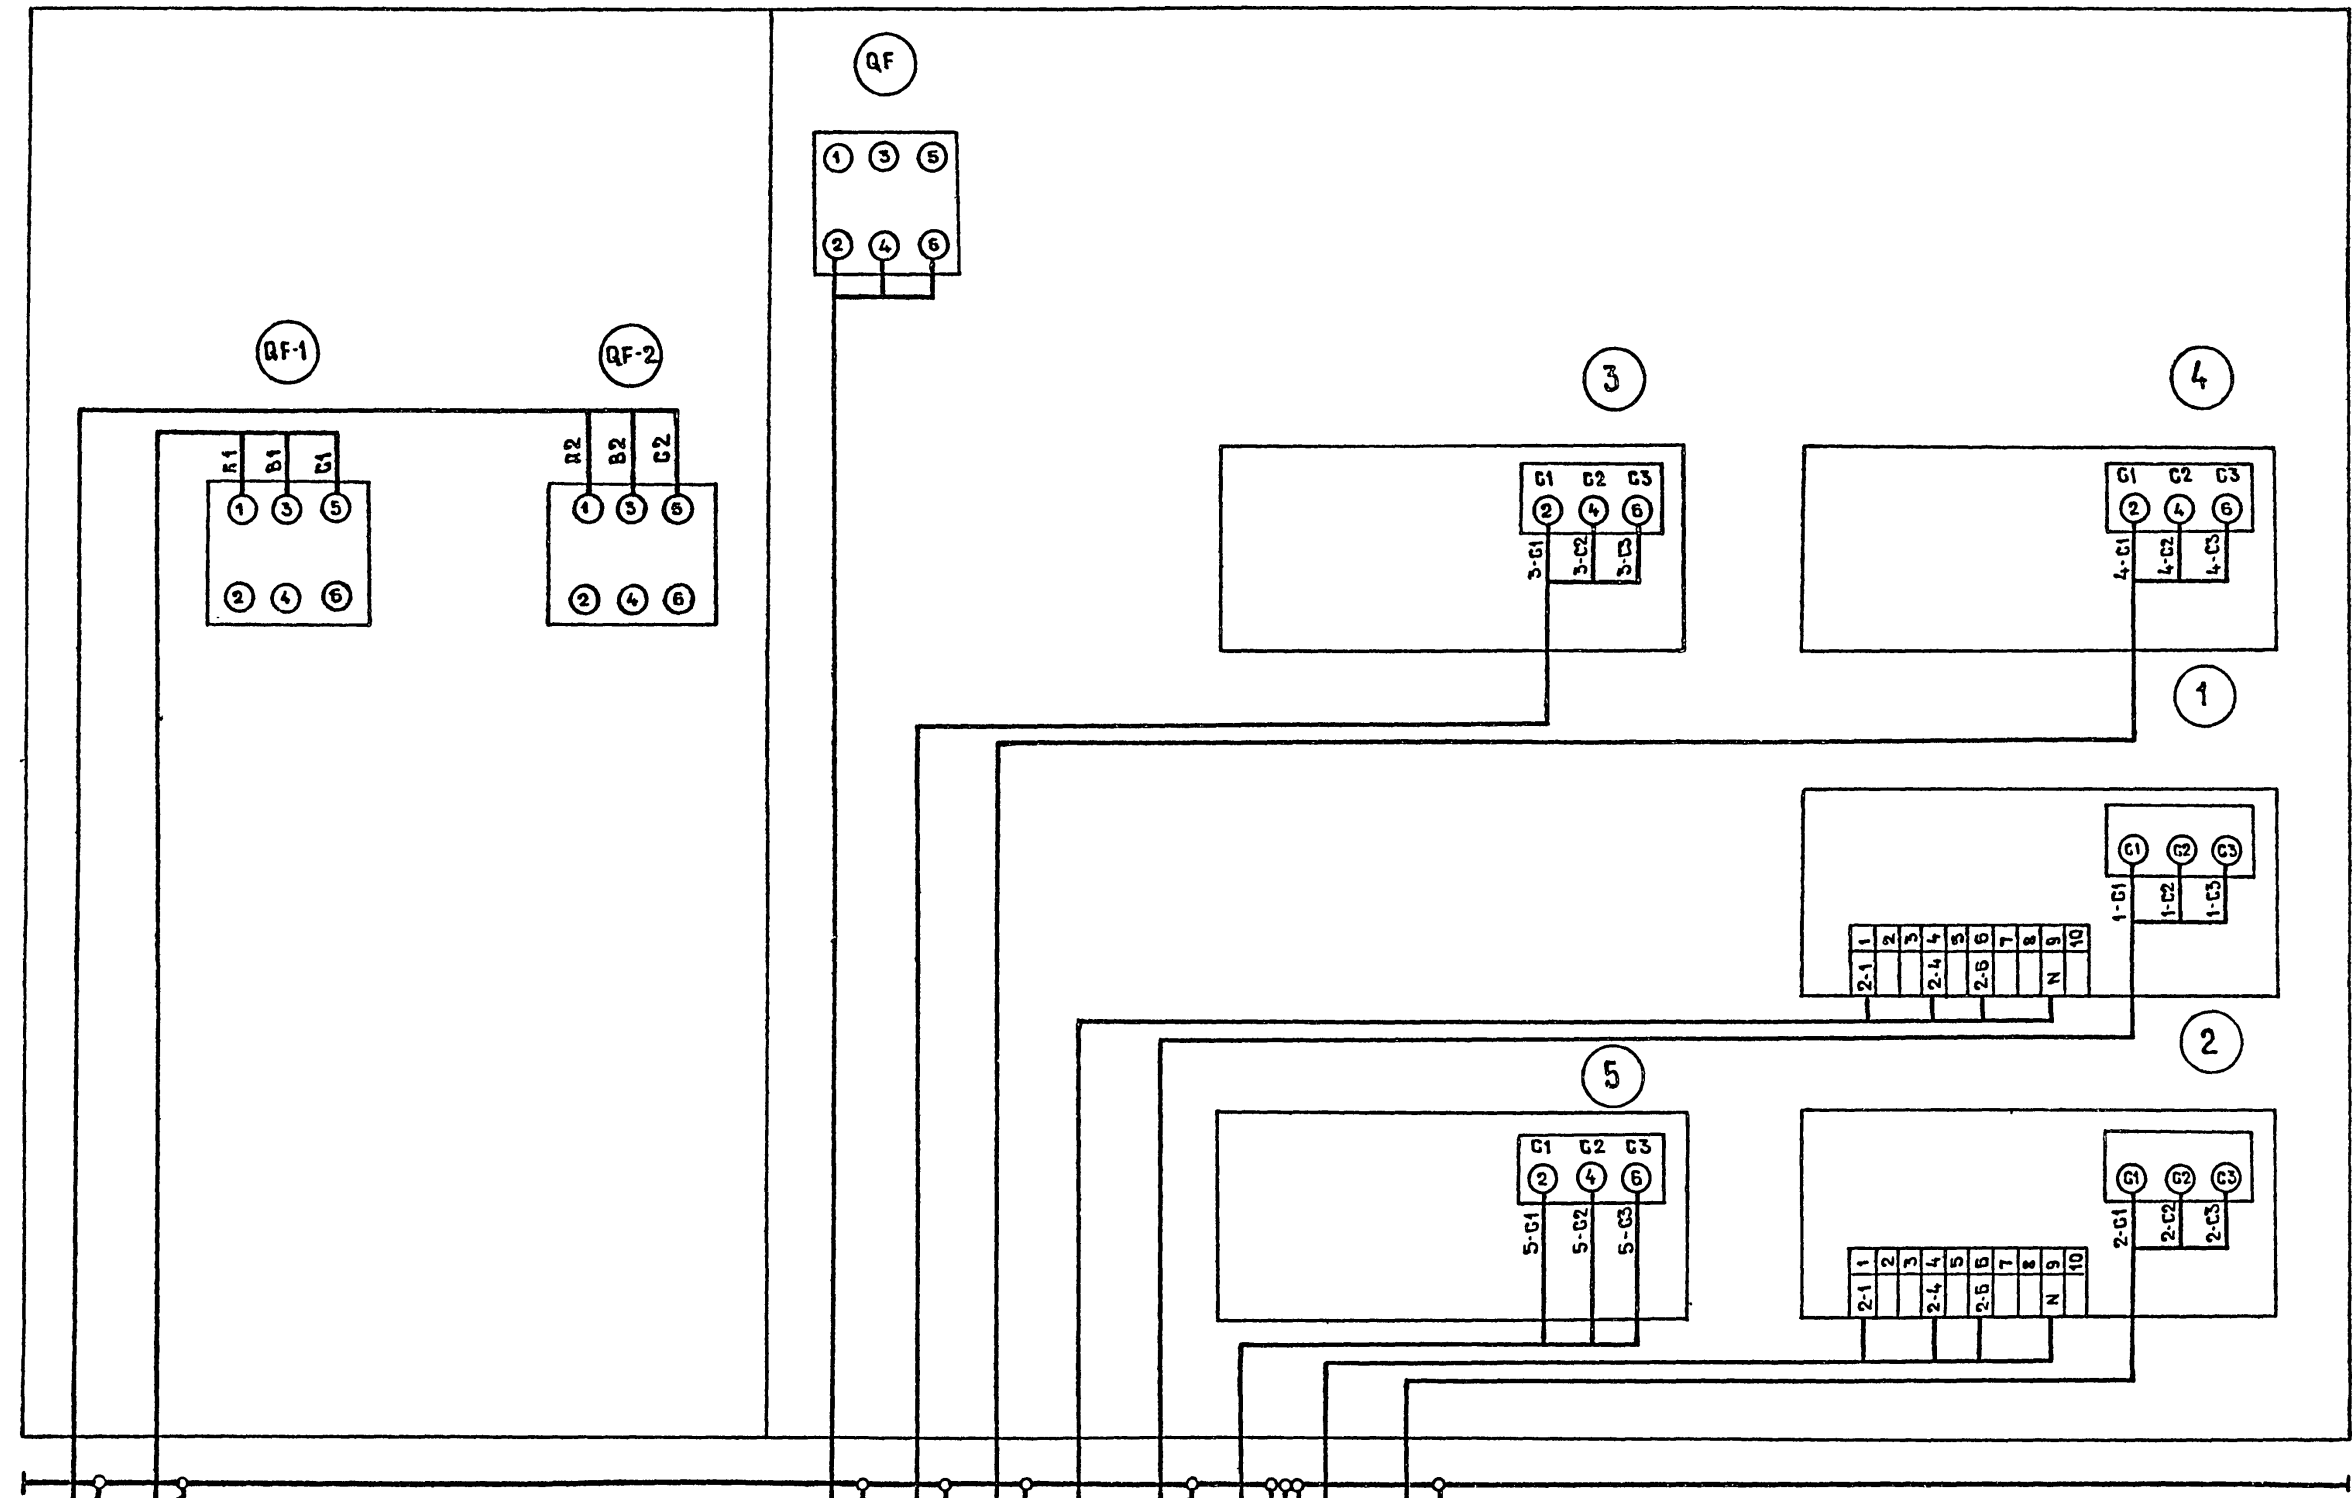 QF
1 3 5
2 4 6
QF-1
QF-2
A1 B1 C1
A2 B2 C2
1 3 5
2 4 6
1 3 5
2 4 6
3
C1 C2 C3
2 4 6
3-C1 3-C2 3-C3
4
C1 C2 C3
2 4 6
4-C1 4-C2 4-C3
1
C1 C2 C3
1-C1 1-C2 1-C3
1 2 3 4 5 6 7 8 9 10
2-1 2-4 2-6 N
5
C1 C2 C3
2 4 6
5-C1 5-C2 5-C3
2
C1 C2 C3
2-C1 2-C2 2-C3
1 2 3 4 5 6 7 8 9 10
2-1 2-4 2-6 N